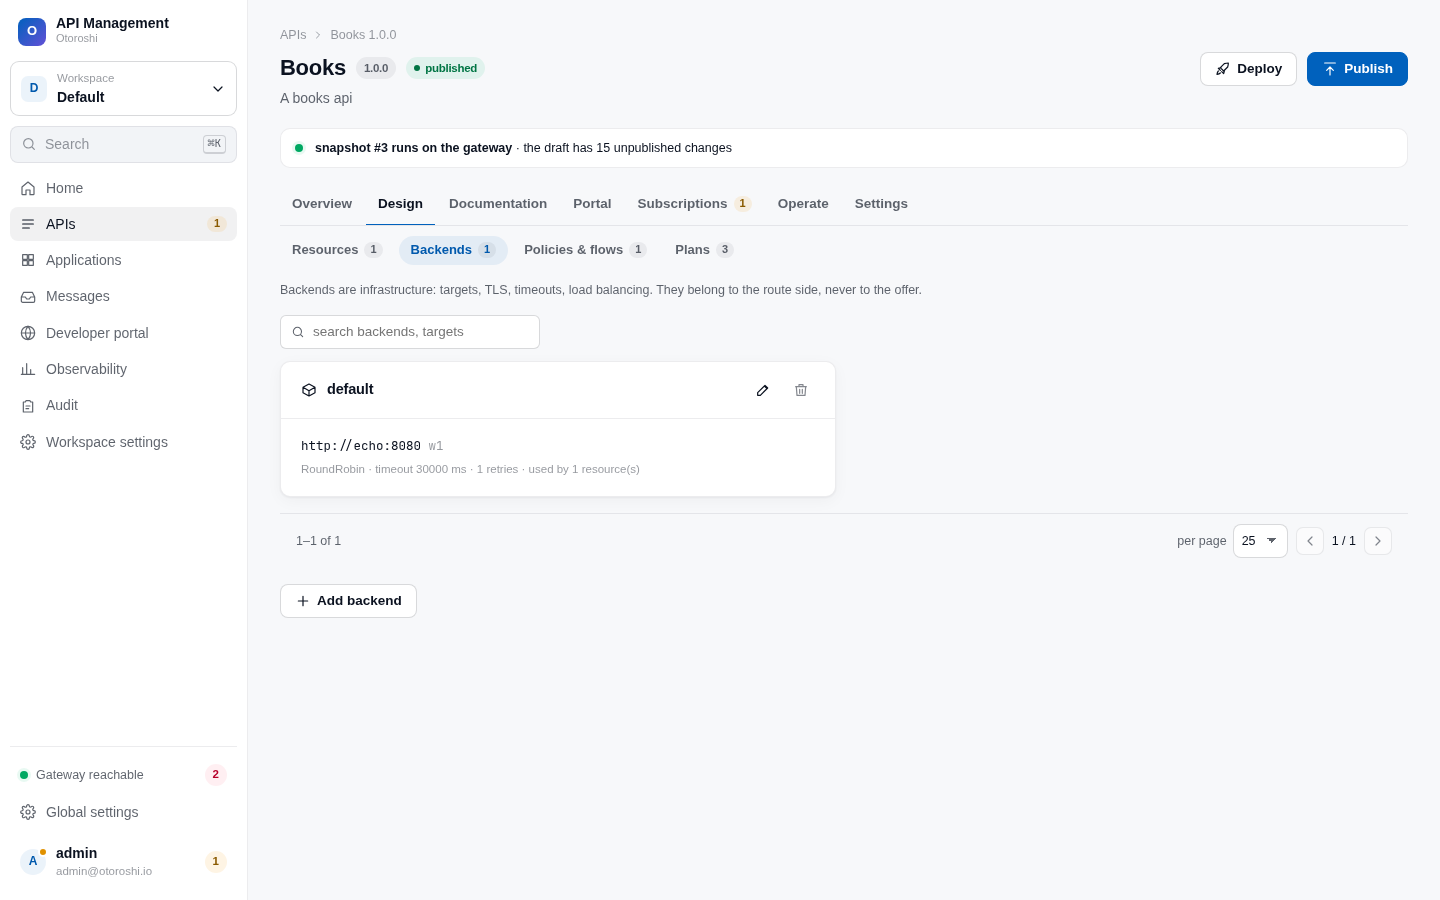 O
API Management
Otoroshi
D
Workspace
Default
Search
⌘K
Home
APIs
1
Applications
Messages
Developer portal
Observability
Audit
Workspace settings
Gateway reachable
2
Global settings
A
admin
admin@otoroshi.io
1
APIs
Books 1.0.0
Books
1.0.0
published
Deploy
Publish
A books api
snapshot #3 runs on the gateway · the draft has 15 unpublished changes
Overview
Design
Documentation
Portal
Subscriptions
1
Operate
Settings
Resources
1
Backends
1
Policies & flows
1
Plans
3
Backends are infrastructure: targets, TLS, timeouts, load balancing. They belong to the route side, never to the offer.
search backends, targets
default
http://echo:8080 w1
RoundRobin · timeout 30000 ms · 1 retries · used by 1 resource(s)
1–1 of 1
per page
25
1 / 1
Add backend